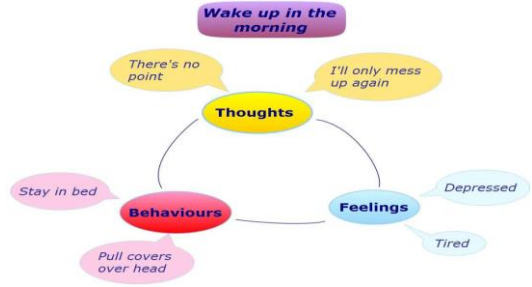 Wake up in the
morning
There's no
point
I'll only mess
up again
Thoughts
Stay in bed
Behaviours
Pull covers
over head
Feelings
Depressed
Tired